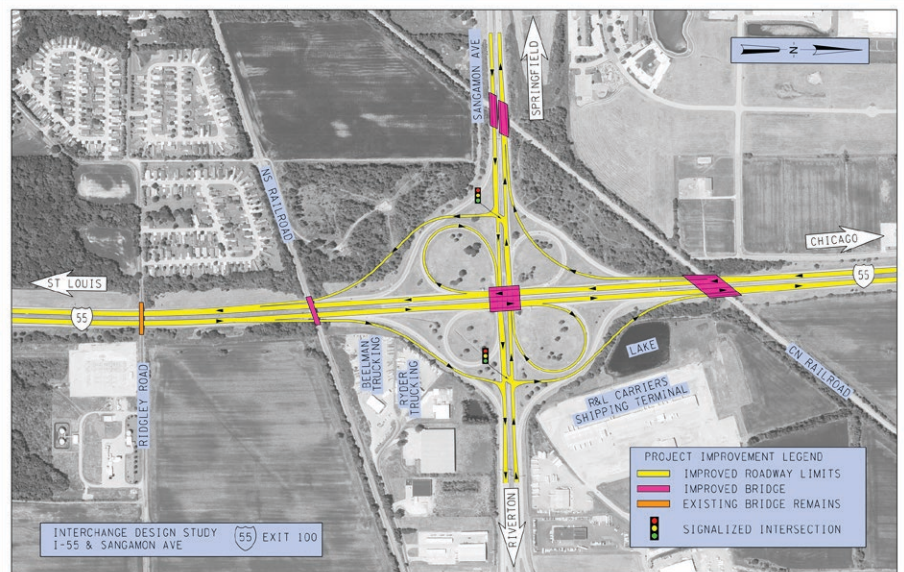 SANGAMON AVE
SPRINGFIELD
N
NS RAILROAD
CHICAGO
ST LOUIS
55
55
RIDGLEY ROAD
BEELMAN
TRUCKING
RYDER
TRUCKING
LAKE
CN RAILROAD
R&L CARRIERS
SHIPPING TERMINAL
RIVERTON
PROJECT IMPROVEMENT LEGEND
IMPROVED ROADWAY LIMITS
IMPROVED BRIDGE
EXISTING BRIDGE REMAINS
SIGNALIZED INTERSECTION
INTERCHANGE DESIGN STUDY
I-55 & SANGAMON AVE
55 EXIT 100